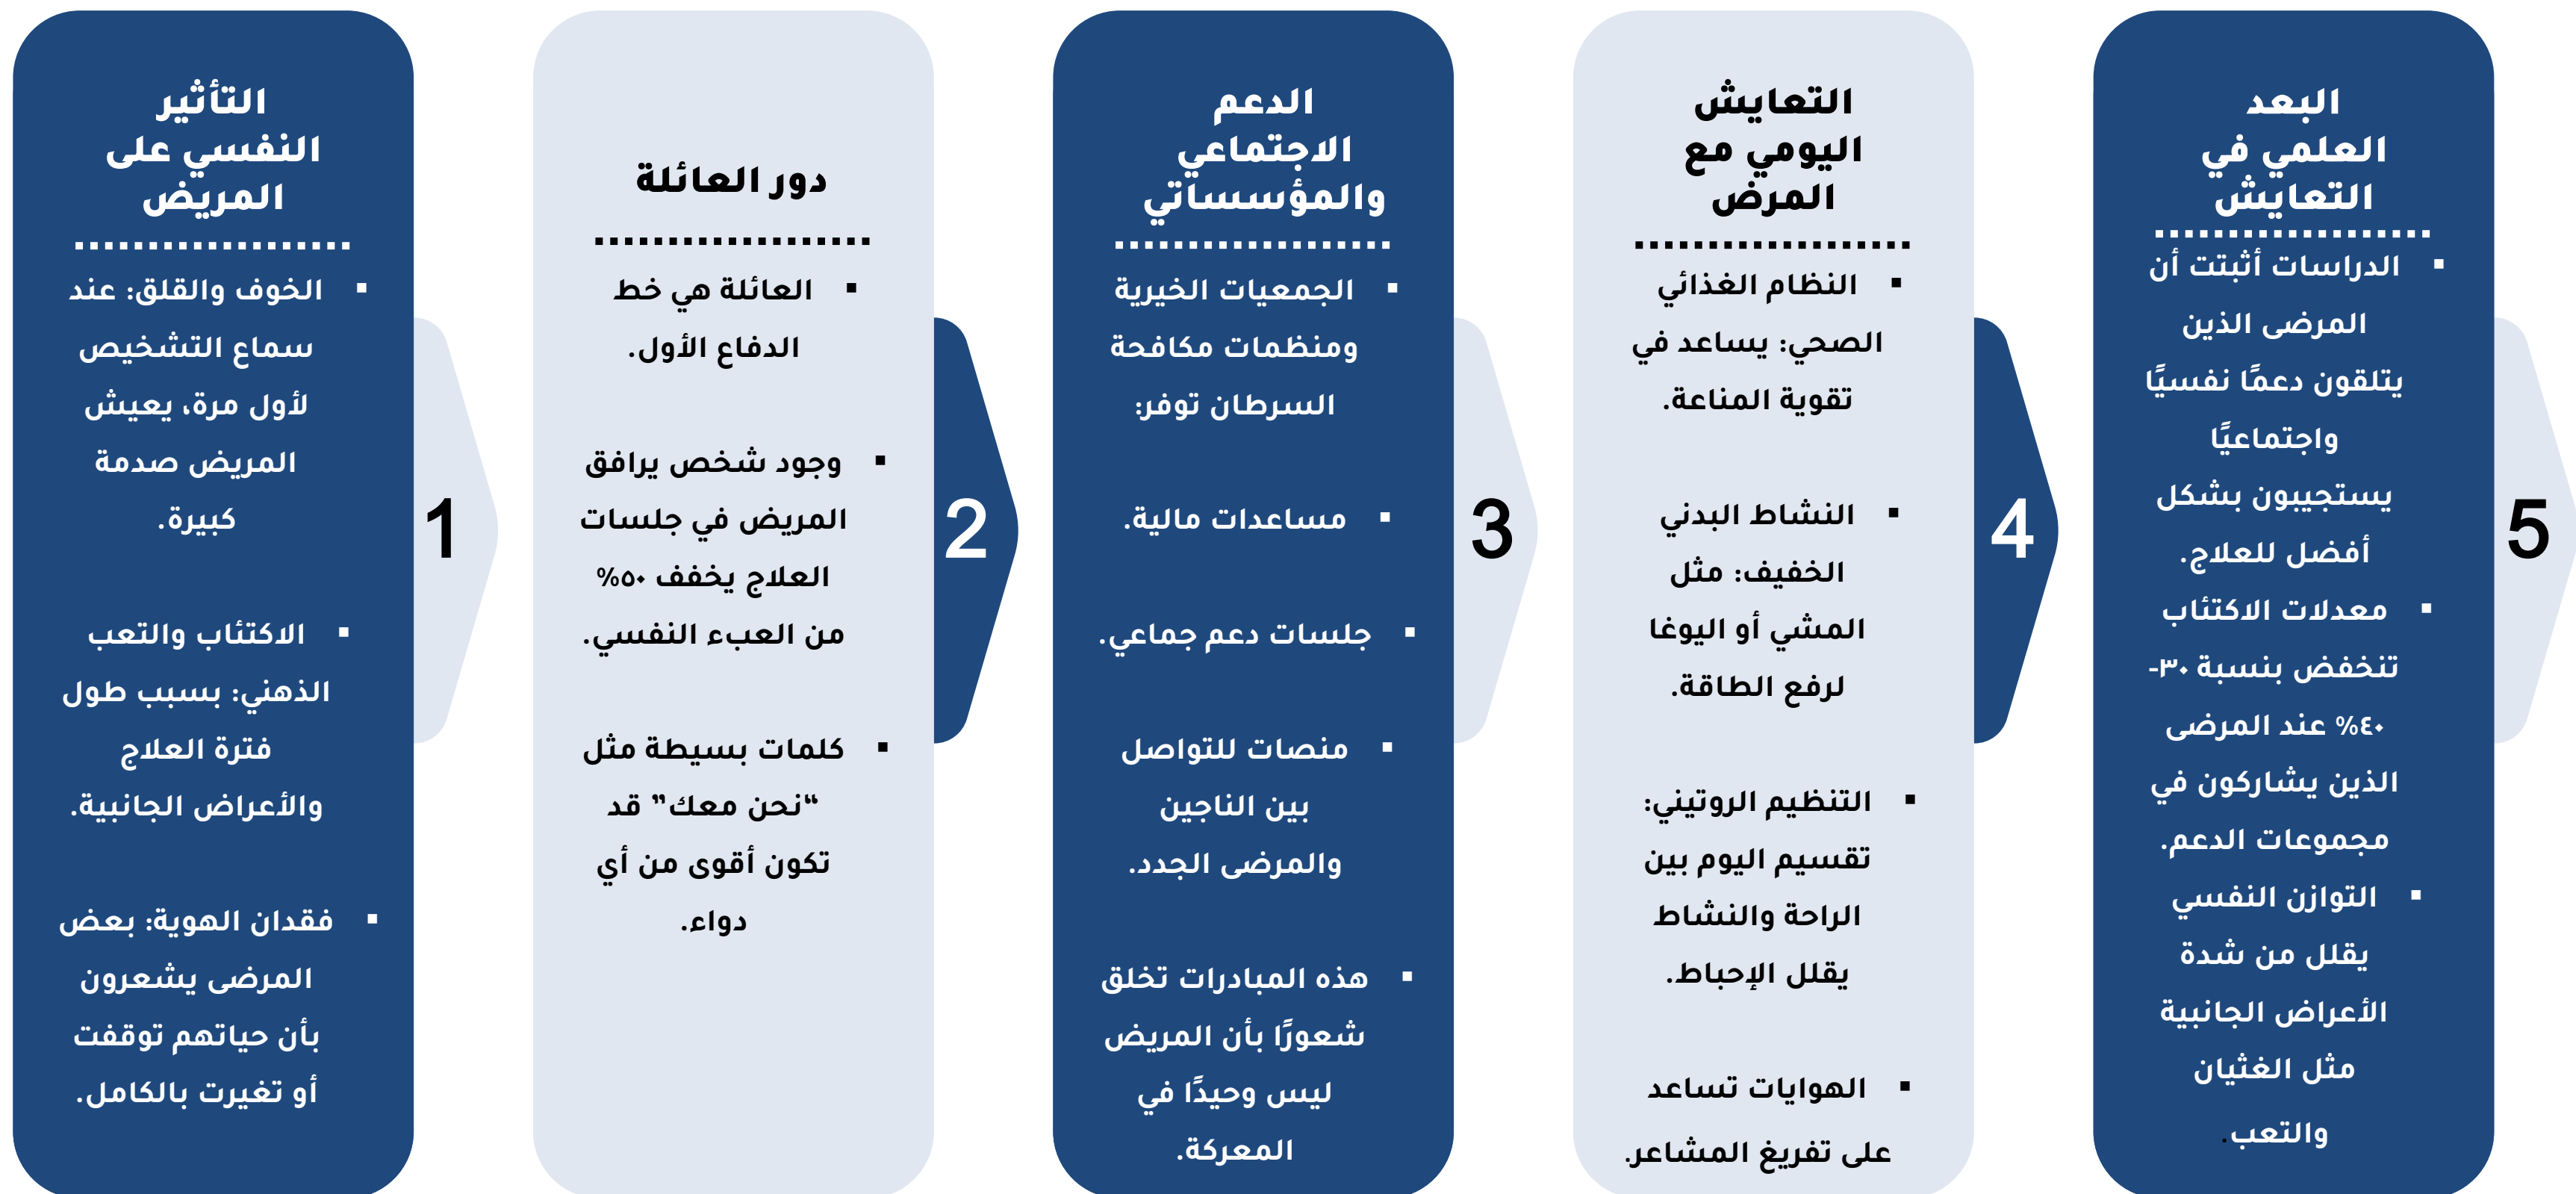 التأثير
النفسي على
المريض
▪ الخوف والقلق: عند
سماع التشخيص
لأول مرة، يعيش
المريض صدمة
كبيرة.
▪ الاكتئاب والتعب
الذهني: بسبب طول
فترة العلاج
والأعراض الجانبية.
▪ فقدان الهوية: بعض
المرضى يشعرون
بأن حياتهم توقفت
أو تغيرت بالكامل.
1
دور العائلة
▪ العائلة هي خط
الدفاع الأول.
▪ وجود شخص يرافق
المريض في جلسات
العلاج يخفف ٥٠%
من العبء النفسي.
▪ كلمات بسيطة مثل
“نحن معك” قد
تكون أقوى من أي
دواء.
2
الدعم
الاجتماعي
والمؤسساتي
▪ الجمعيات الخيرية
ومنظمات مكافحة
السرطان توفر:
▪ مساعدات مالية.
▪ جلسات دعم جماعي.
▪ منصات للتواصل
بين الناجين
والمرضى الجدد.
▪ هذه المبادرات تخلق
شعورًا بأن المريض
ليس وحيدًا في
المعركة.
3
التعايش
اليومي مع
المرض
▪ النظام الغذائي
الصحي: يساعد في
تقوية المناعة.
▪ النشاط البدني
الخفيف: مثل
المشي أو اليوغا
لرفع الطاقة.
▪ التنظيم الروتيني:
تقسيم اليوم بين
الراحة والنشاط
يقلل الإحباط.
▪ الهوايات تساعد
على تفريغ المشاعر.
4
البعد
العلمي في
التعايش
▪ الدراسات أثبتت أن
المرضى الذين
يتلقون دعمًا نفسيًا
واجتماعيًا
يستجيبون بشكل
أفضل للعلاج.
▪ معدلات الاكتئاب
تنخفض بنسبة ٣٠-
٤٠% عند المرضى
الذين يشاركون في
مجموعات الدعم.
▪ التوازن النفسي
يقلل من شدة
الأعراض الجانبية
مثل الغثيان
والتعب.
5